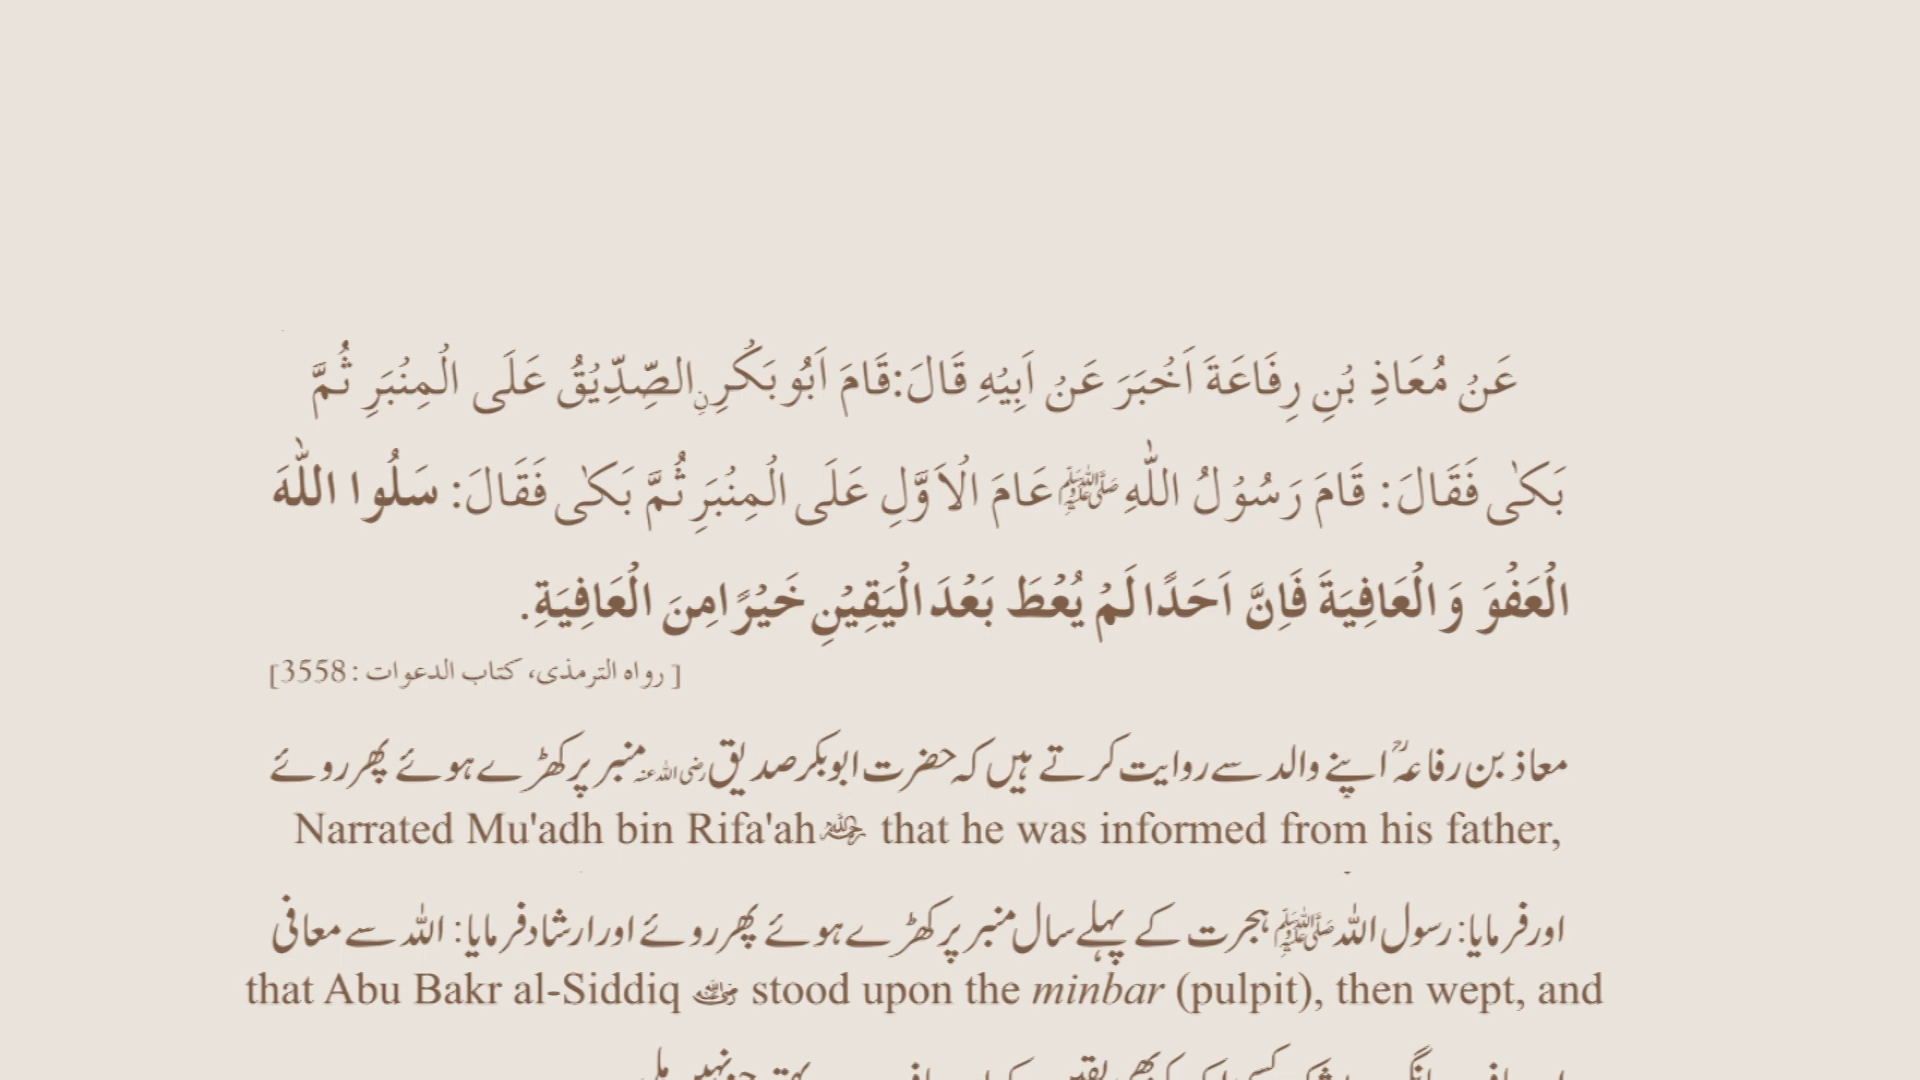 عَنْ مُعَاذِ بْنِ رِفَاعَةَ اَخْبَرَ عَنْ اَبِيْهِ قَالَ:قَامَ اَبُو بَكْرِ نِ الصِّدِّيْقُ عَلَى الْمِنْبَرِ ثُمَّ
بَكٰى فَقَالَ: قَامَ رَسُوْلُ اللّٰهِ ﷺ عَامَ الْاَوَّلِ عَلَى الْمِنْبَرِ ثُمَّ بَكٰى فَقَالَ: سَلُوا اللّٰهَ
الْعَفْوَ وَ الْعَافِيَةَ فَاِنَّ اَحَدًا لَمْ يُعْطَ بَعْدَ الْيَقِيْنِ خَيْرًا مِنَ الْعَافِيَةِ.
[رواه الترمذى، كتاب الدعوات :3558]
معاذ بن رفاعہؒ اپنے والد سے روایت کرتے ہیں کہ حضرت ابوبکر صدیق رضی اللہ عنہ منبر پر کھڑے ہوئے پھر روئے
Narrated Mu'adh bin Rifa'ah that he was informed from his father,
اور فرمایا: رسول اللہ ﷺ ہجرت کے پہلے سال منبر پر کھڑے ہوئے پھر روئے اور ارشاد فرمایا: اللہ سے معافی
that Abu Bakr al-Siddiq stood upon the minbar (pulpit), then wept, and